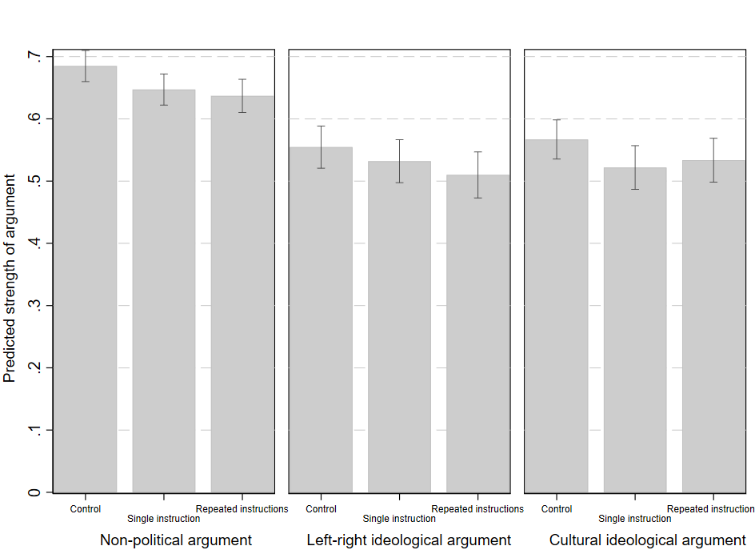 Predicted strength of argument
.7
.6
.5
.4
.3
.2
.1
0
Control
Single instruction
Repeated instructions
Control
Single instruction
Repeated instructions
Control
Single instruction
Repeated instructions
Non-political argument
Left-right ideological argument
Cultural ideological argument